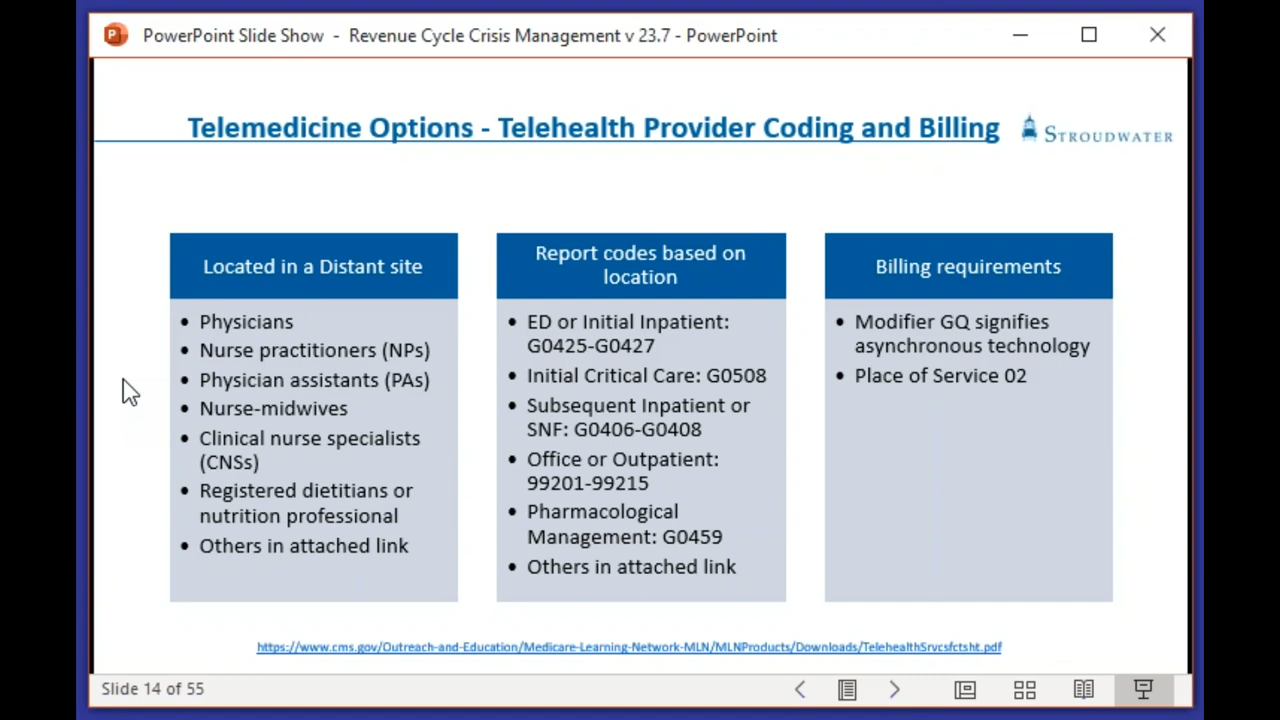 PowerPoint Slide Show - Revenue Cycle Crisis Management v 23.7 - PowerPoint
Telemedicine Options - Telehealth Provider Coding and Billing
STROUDWATER
Located in a Distant site
• Physicians
• Nurse practitioners (NPs)
• Physician assistants (PAs)
• Nurse-midwives
• Clinical nurse specialists
(CNSs)
• Registered dietitians or
nutrition professional
• Others in attached link
Report codes based on
location
• ED or Initial Inpatient:
G0425-G0427
• Initial Critical Care: G0508
• Subsequent Inpatient or
SNF: G0406-G0408
• Office or Outpatient:
99201-99215
• Pharmacological
Management: G0459
• Others in attached link
Billing requirements
• Modifier GQ signifies
asynchronous technology
• Place of Service 02
https://www.cms.gov/Outreach-and-Education/Medicare-Learning-Network-MLN/MLNProducts/Downloads/TelehealthSrvcsfctsht.pdf
Slide 14 of 55